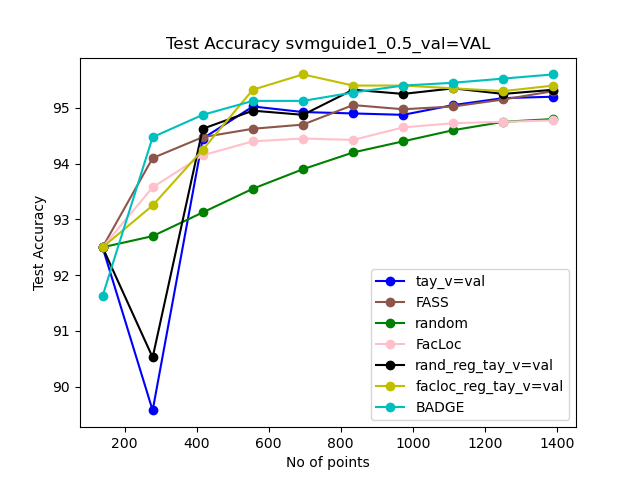 Test Accuracy svmguide1_0.5_val=VAL
Test Accuracy
95
94
93
92
91
90
tay_v=val
FASS
random
FacLoc
rand_reg_tay_v=val
facloc_reg_tay_v=val
BADGE
200 400 600 800 1000 1200 1400
No of points